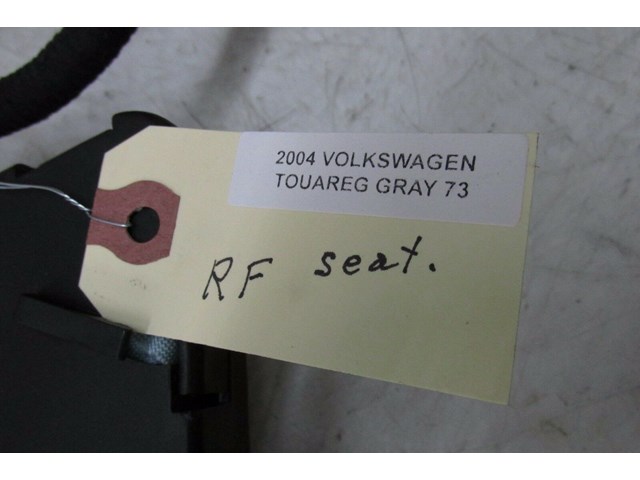 2004 VOLKSWAGEN
TOUAREG GRAY 73
RF seat.